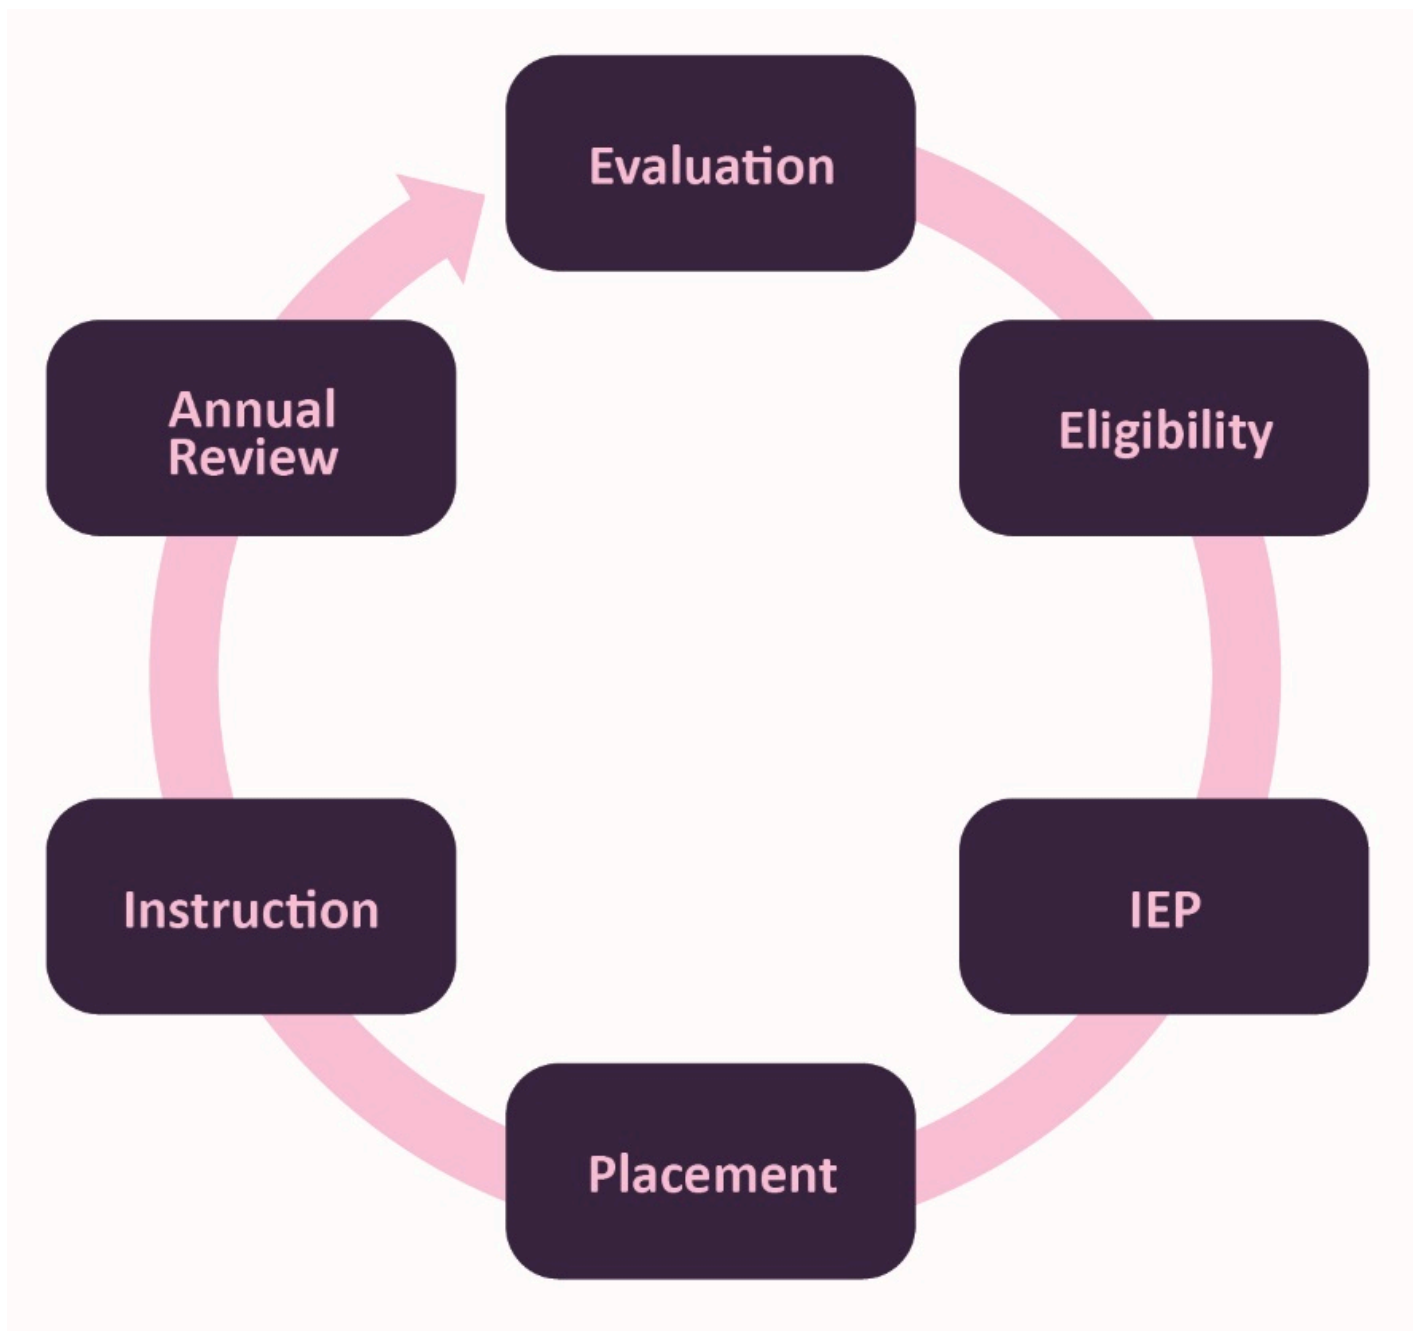 Evaluation
Eligibility
IEP
Placement
Instruction
Annual
Review